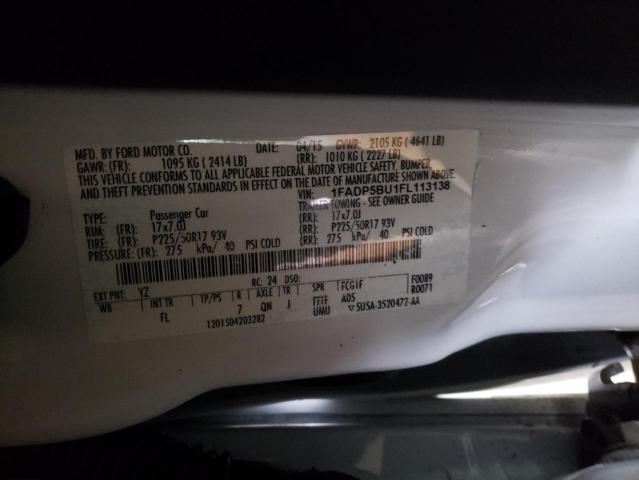 MFD. BY FORD MOTOR CO. DATE: 04/15 GVWR: 2105 KG ( 4641 LB)
GAWR: (FR): 1095 KG ( 2414 LB) (RR): 1010 KG ( 2227 LB)
THIS VEHICLE CONFORMS TO ALL APPLICABLE FEDERAL MOTOR VEHICLE SAFETY, BUMPER,
AND THEFT PREVENTION STANDARDS IN EFFECT ON THE DATE OF MANUFACTURE SHOWN ABOVE.
VIN: 1FADP5BU1FL113138
TYPE: Passenger Car TRAILER TOWING - SEE OWNER GUIDE
RIN: (FR): 17x7.0J (RR): 17x7.0J
TIRE: (FR): P225/50R17 93V (RR): P225/50R17 93V
PRESSURE: (FR): 275 kPa/ 40 PSI COLD (RR): 275 kPa/ 40 PSI COLD
EXT PNT: YZ RC: 24 DSO: FCG1F F0089
WB INT TR TP/PS R AXLE TR SPR A05 R0071
FL 7 QN J UMU 5U5A-3520472-AA
1201504203282